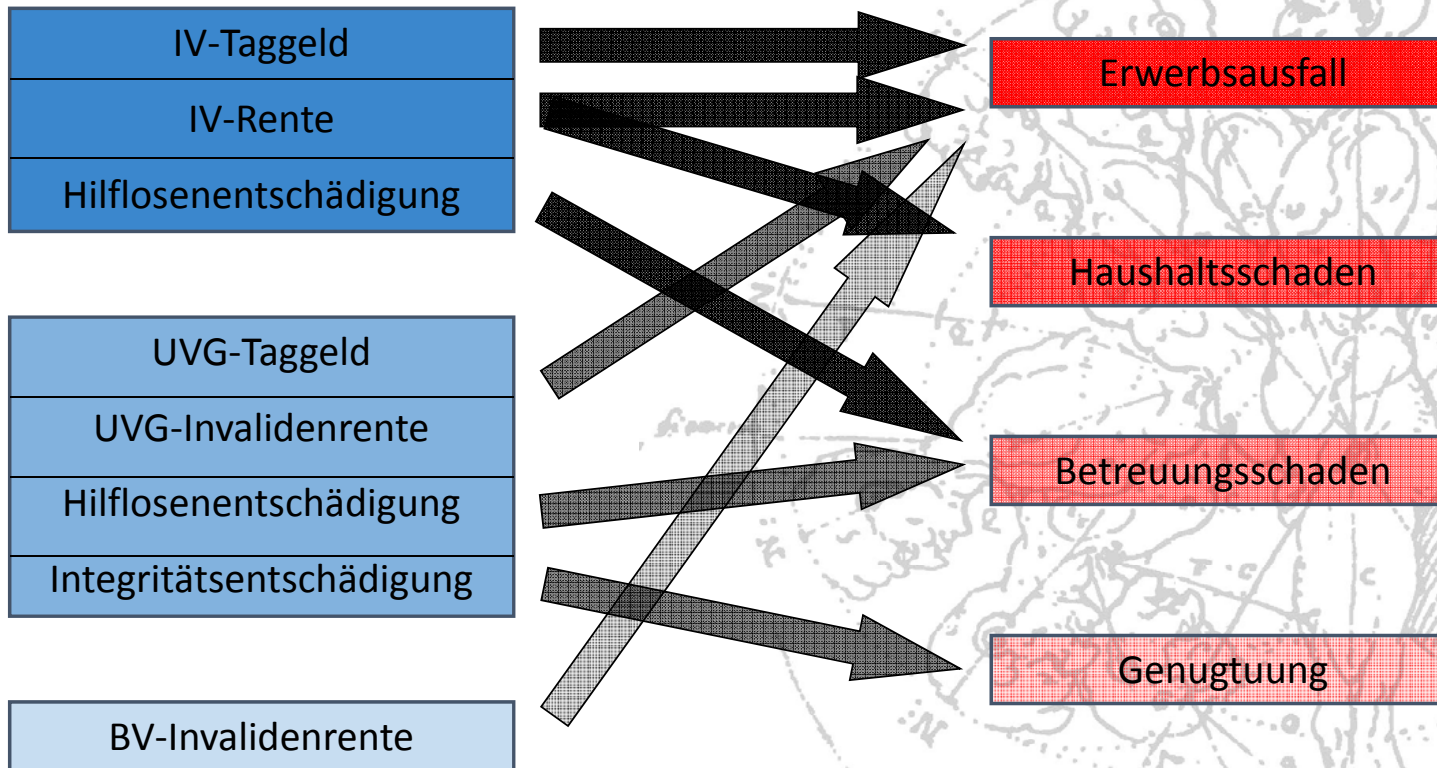 IV-Taggeld
IV-Rente
Hilflosenentschädigung
UVG-Taggeld
UVG-Invalidenrente
Hilflosenentschädigung
Integritätsentschädigung
BV-Invalidenrente
Erwerbsausfall
Haushaltsschaden
Betreuungsschaden
Genugtuung